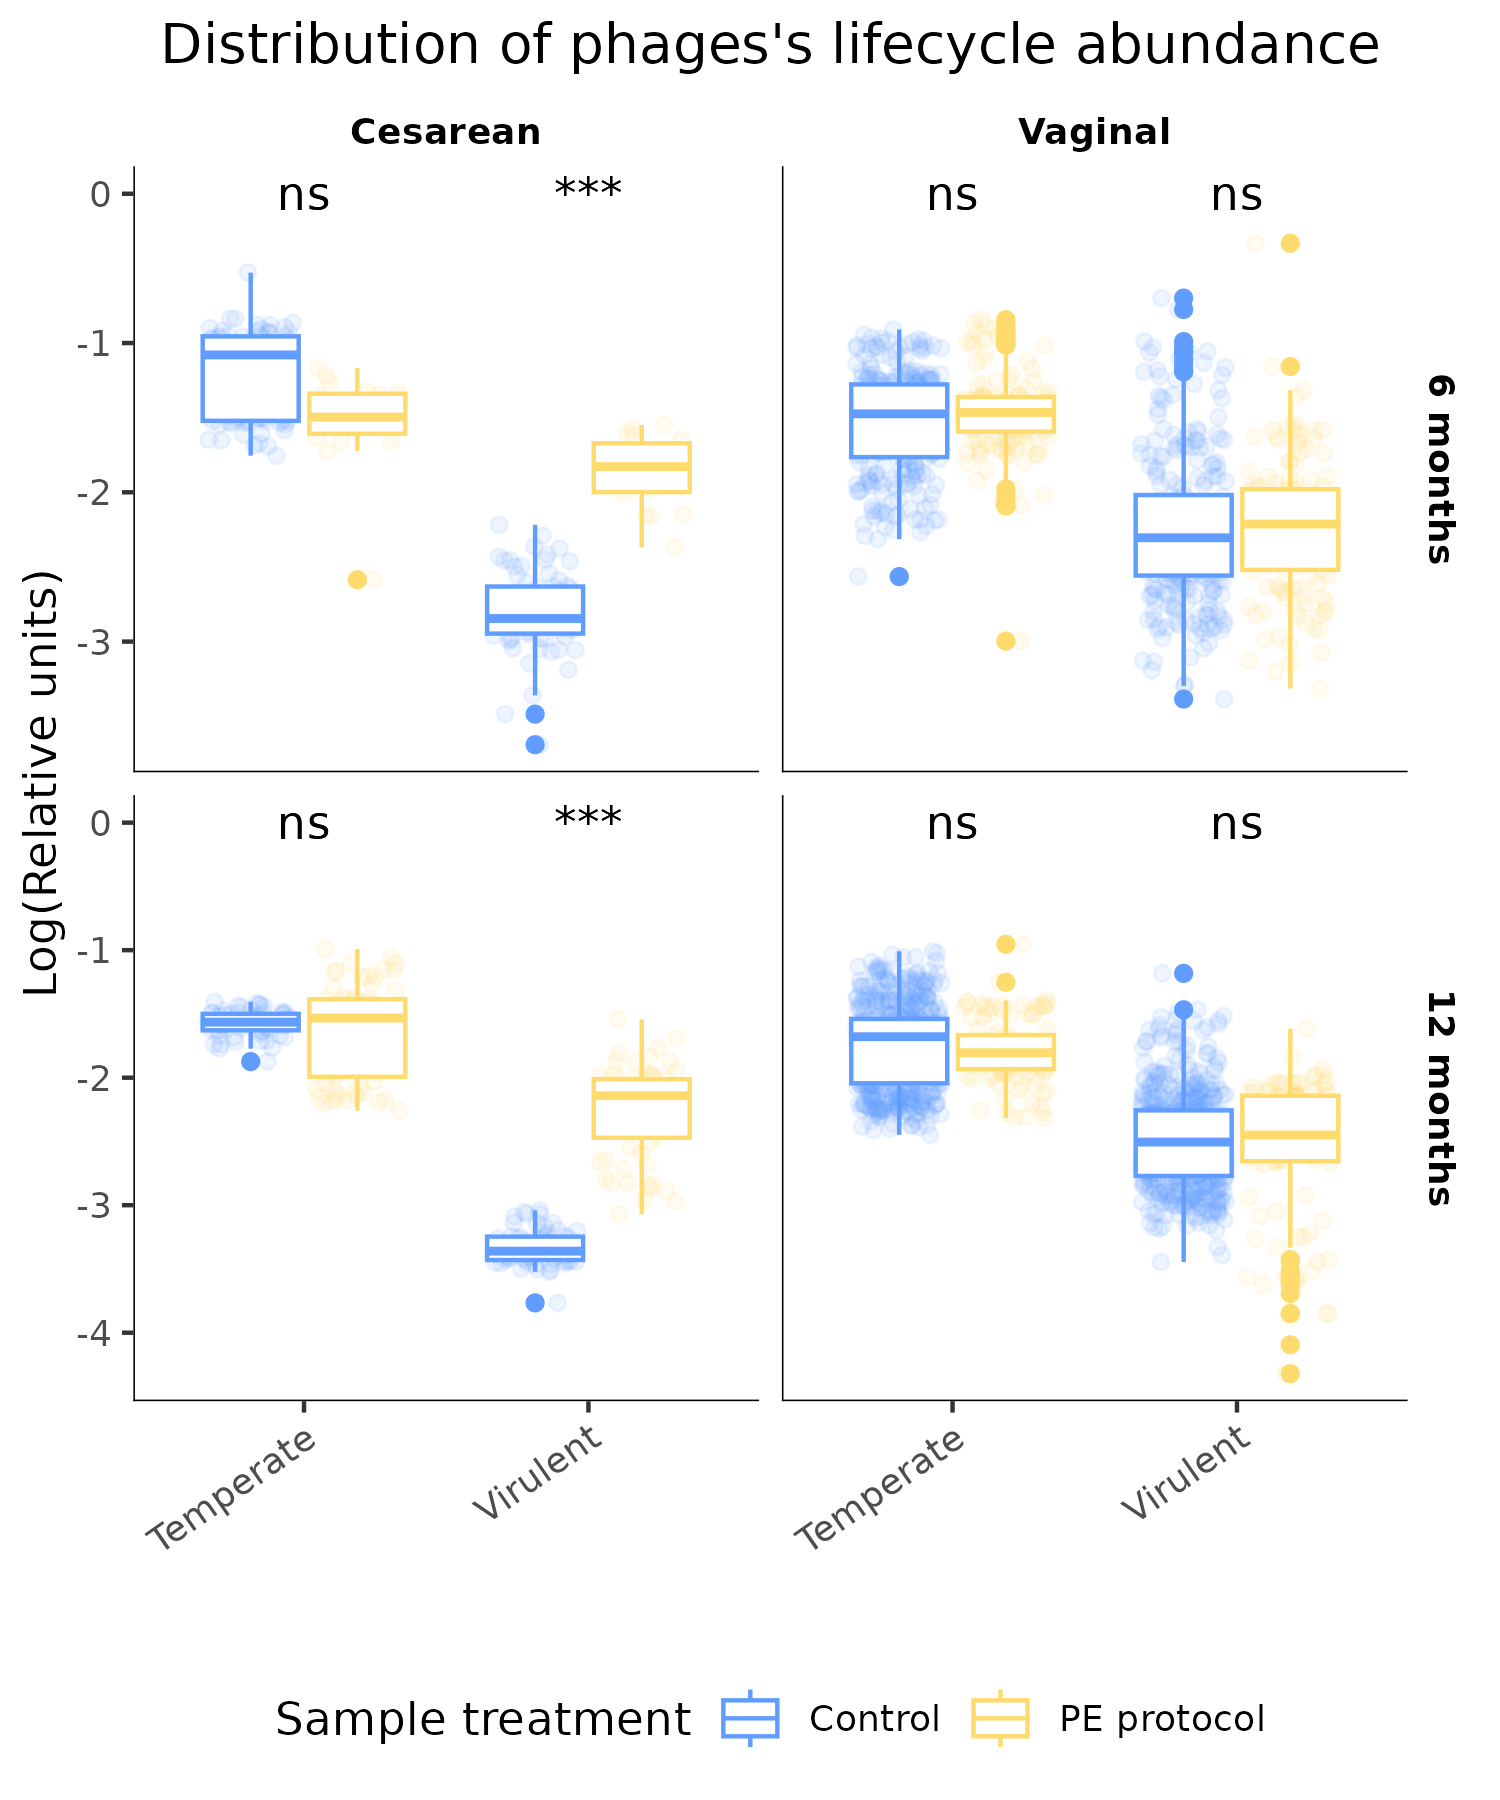 Distribution of phages's lifecycle abundance
Cesarean
Vaginal
Log(Relative units)
0
-1
-2
-3
ns
***
ns
ns
6 months
0
-1
-2
-3
-4
ns
***
ns
ns
12 months
Temperate
Virulent
Temperate
Virulent
Sample treatment
Control
PE protocol